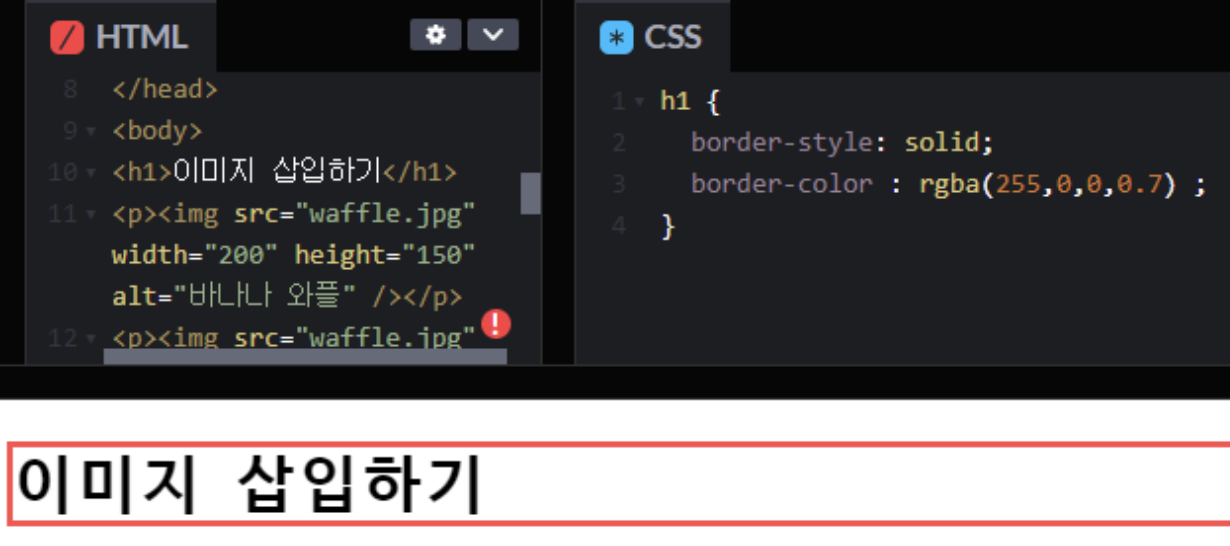 HTML
8 </head>
9 <body>
10 <h1>이미지 삽입하기</h1>
11 <p><img src="waffle.jpg"
width="200" height="150"
alt="바나나 와플" /></p>
12 <p><img src="waffle.jpg"
CSS
1 h1 {
2 border-style: solid;
3 border-color : rgba(255,0,0,0.7) ;
4 }
이미지 삽입하기